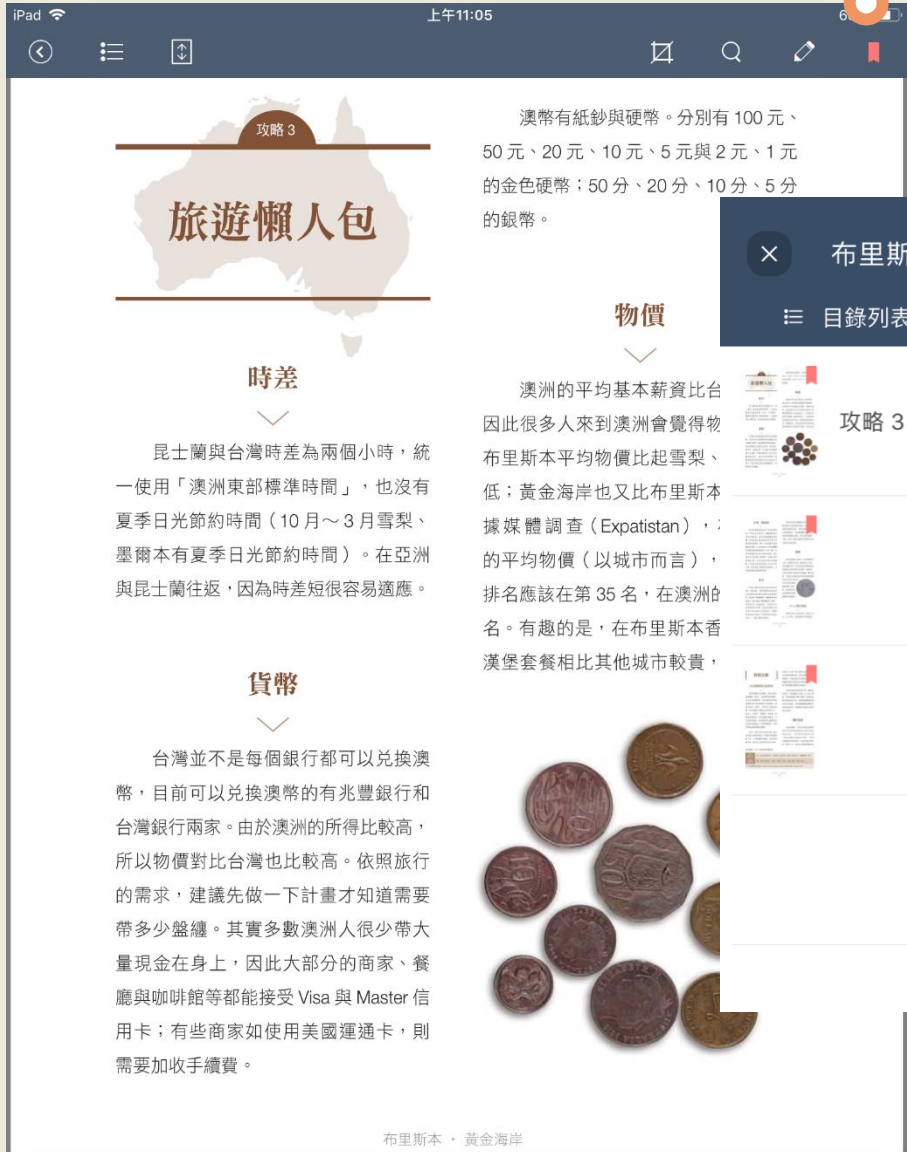 iPad
上午11:05
攻略 3
旅遊懶人包
時差
昆士蘭與台灣時差為兩個小時，統
一使用「澳洲東部標準時間」，也沒有
夏季日光節約時間（10 月～3 月雪梨、
墨爾本有夏季日光節約時間）。在亞洲
與昆士蘭往返，因為時差短很容易適應。
貨幣
台灣並不是每個銀行都可以兌換澳
幣，目前可以兌換澳幣的有兆豐銀行和
台灣銀行兩家。由於澳洲的所得比較高，
所以物價對比台灣也比較高。依照旅行
的需求，建議先做一下計畫才知道需要
帶多少盤纏。其實多數澳洲人很少帶大
量現金在身上，因此大部分的商家、餐
廳與咖啡館等都能接受 Visa 與 Master 信
用卡；有些商家如使用美國運通卡，則
需要加收手續費。
澳幣有紙鈔與硬幣。分別有 100 元、
50 元、20 元、10 元、5 元與 2 元、1 元
的金色硬幣；50 分、20 分、10 分、5 分
的銀幣。
物價
澳洲的平均基本薪資比台
因此很多人來到澳洲會覺得物
布里斯本平均物價比起雪梨、
低；黃金海岸也又比布里斯本
據媒體調查（Expatistan），
的平均物價（以城市而言），
排名應該在第 35 名，在澳洲的
名。有趣的是，在布里斯本香
漢堡套餐相比其他城市較貴，
50
布里斯本 · 黃金海岸
布里斯
目錄列表
攻略 3